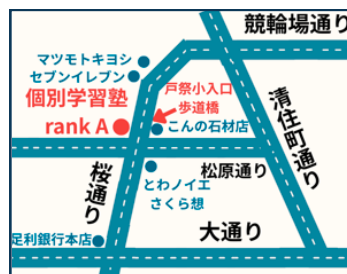 競輪場通り
マツモトキヨシ
セブンイレブン
個別学習塾
rank A
戸祭小入口
歩道橋
こんの石材店
清住町通り
桜通り
松原通り
とわノイエ
さくら想
大通り
足利銀行本店